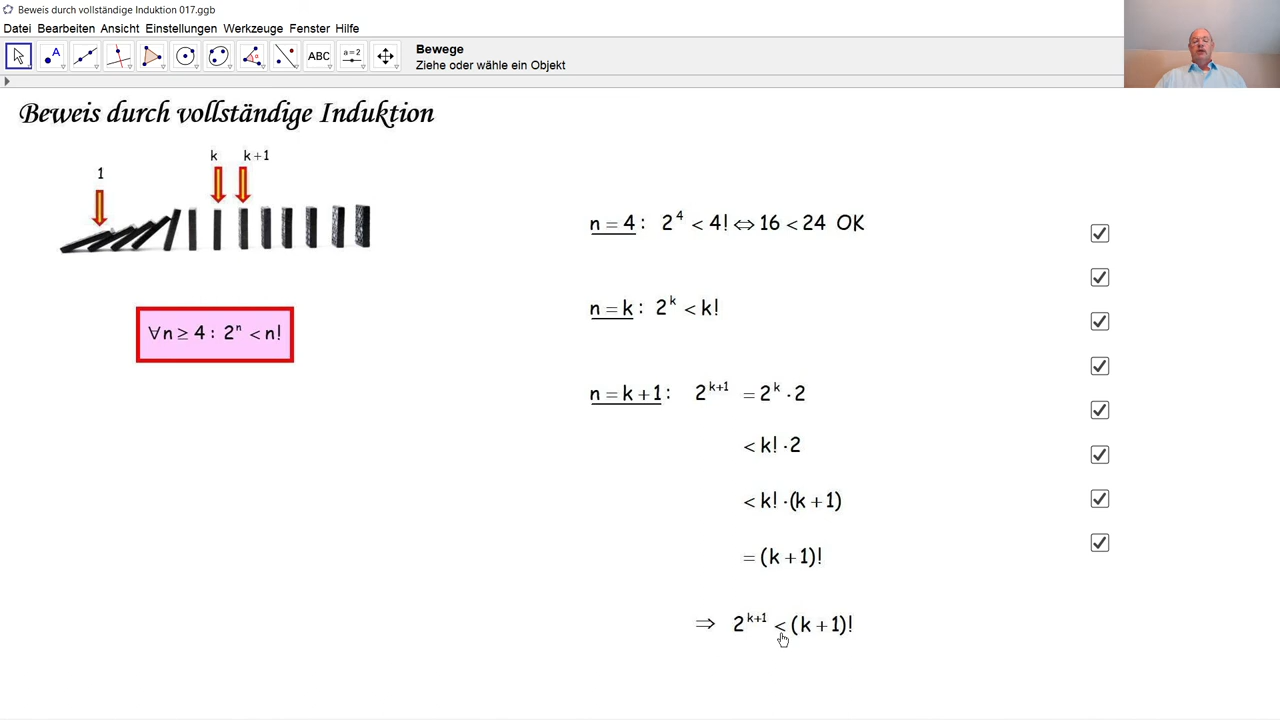 Beweis durch vollständige Induktion 017.ggb
Datei Bearbeiten Ansicht Einstellungen Werkzeuge Fenster Hilfe
A ABC a=2 Bewege
Ziehe oder wähle ein Objekt
Beweis durch vollständige Induktion
1 k k+1
∀n ≥ 4 : 2ⁿ < n!
n = 4 : 2⁴ < 4! ⇔ 16 < 24 OK
n = k : 2ᵏ < k!
n = k + 1 : 2ᵏ⁺¹ = 2ᵏ · 2
< k! · 2
< k! · (k + 1)
= (k + 1)!
⇒ 2ᵏ⁺¹ < (k + 1)!